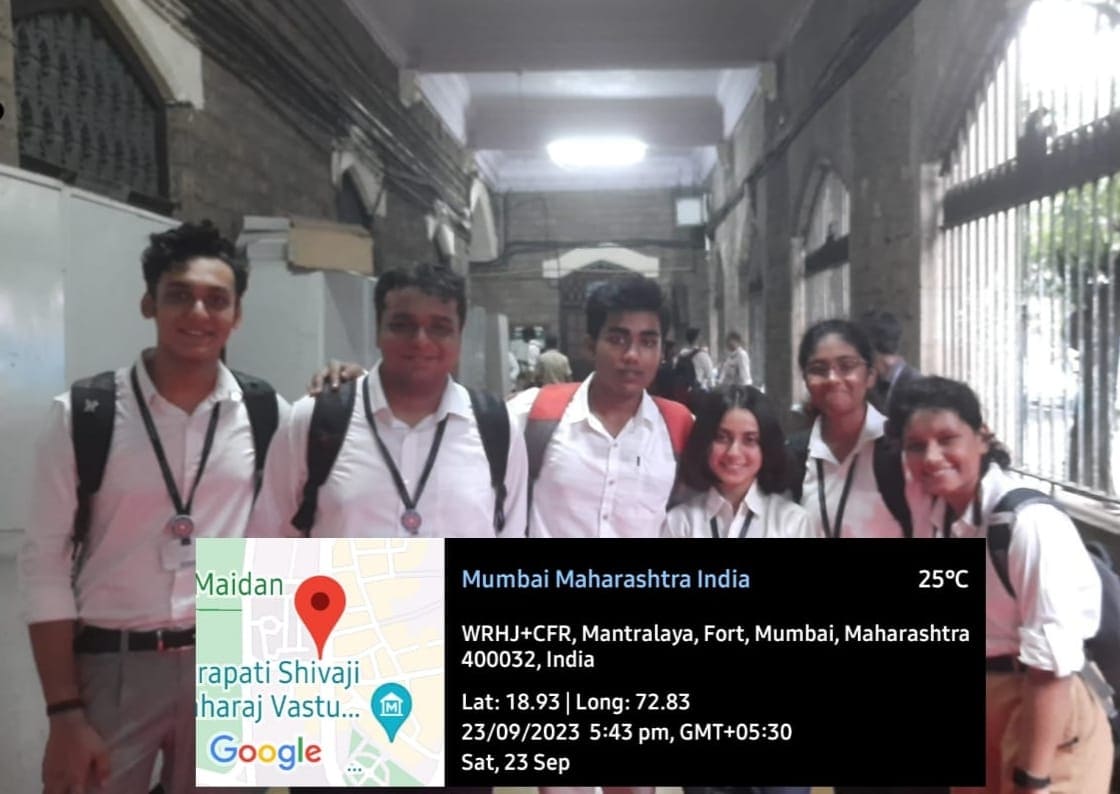 Maidan
rapati Shivaji
haraj Vastu...
Google
Mumbai Maharashtra India
25°C
WRHJ+CFR, Mantralaya, Fort, Mumbai, Maharashtra
400032, India
Lat: 18.93 | Long: 72.83
23/09/2023 5:43 pm, GMT+05:30
Sat, 23 Sep